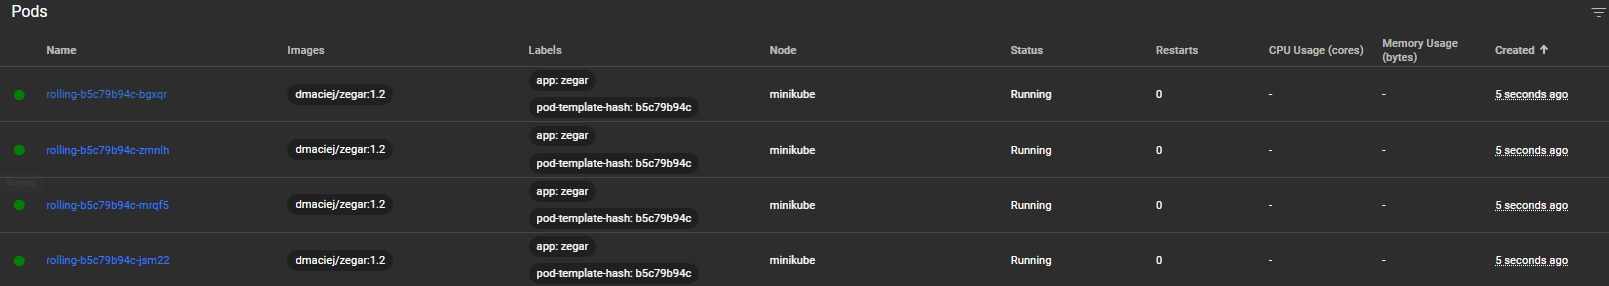 Pods
Name Images Labels Node Status Restarts CPU Usage (cores) Memory Usage (bytes) Created
rolling-b5c79b94c-bgxqr dmaciej/zegar:1.2 app: zegar minikube Running 0 - - 5 seconds ago
pod-template-hash: b5c79b94c
rolling-b5c79b94c-zmnlh dmaciej/zegar:1.2 app: zegar minikube Running 0 - - 5 seconds ago
pod-template-hash: b5c79b94c
rolling-b5c79b94c-mrqf5 dmaciej/zegar:1.2 app: zegar minikube Running 0 - - 5 seconds ago
pod-template-hash: b5c79b94c
rolling-b5c79b94c-jsm22 dmaciej/zegar:1.2 app: zegar minikube Running 0 - - 5 seconds ago
pod-template-hash: b5c79b94c